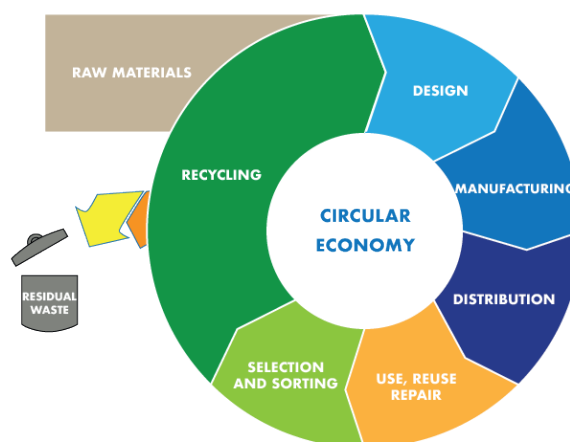 RAW MATERIALS
DESIGN
RECYCLING
MANUFACTURING
CIRCULAR
ECONOMY
RESIDUAL
WASTE
DISTRIBUTION
SELECTION
AND SORTING
USE, REUSE
REPAIR